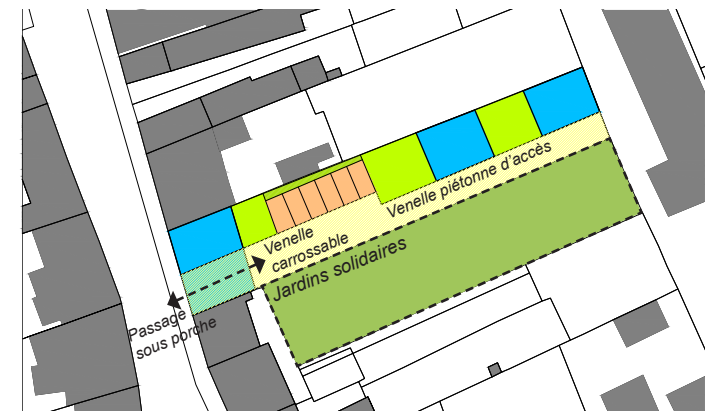 Venelle piétonne d'accès
Venelle
carrossable
Jardins solidaires
Passage
sous porche